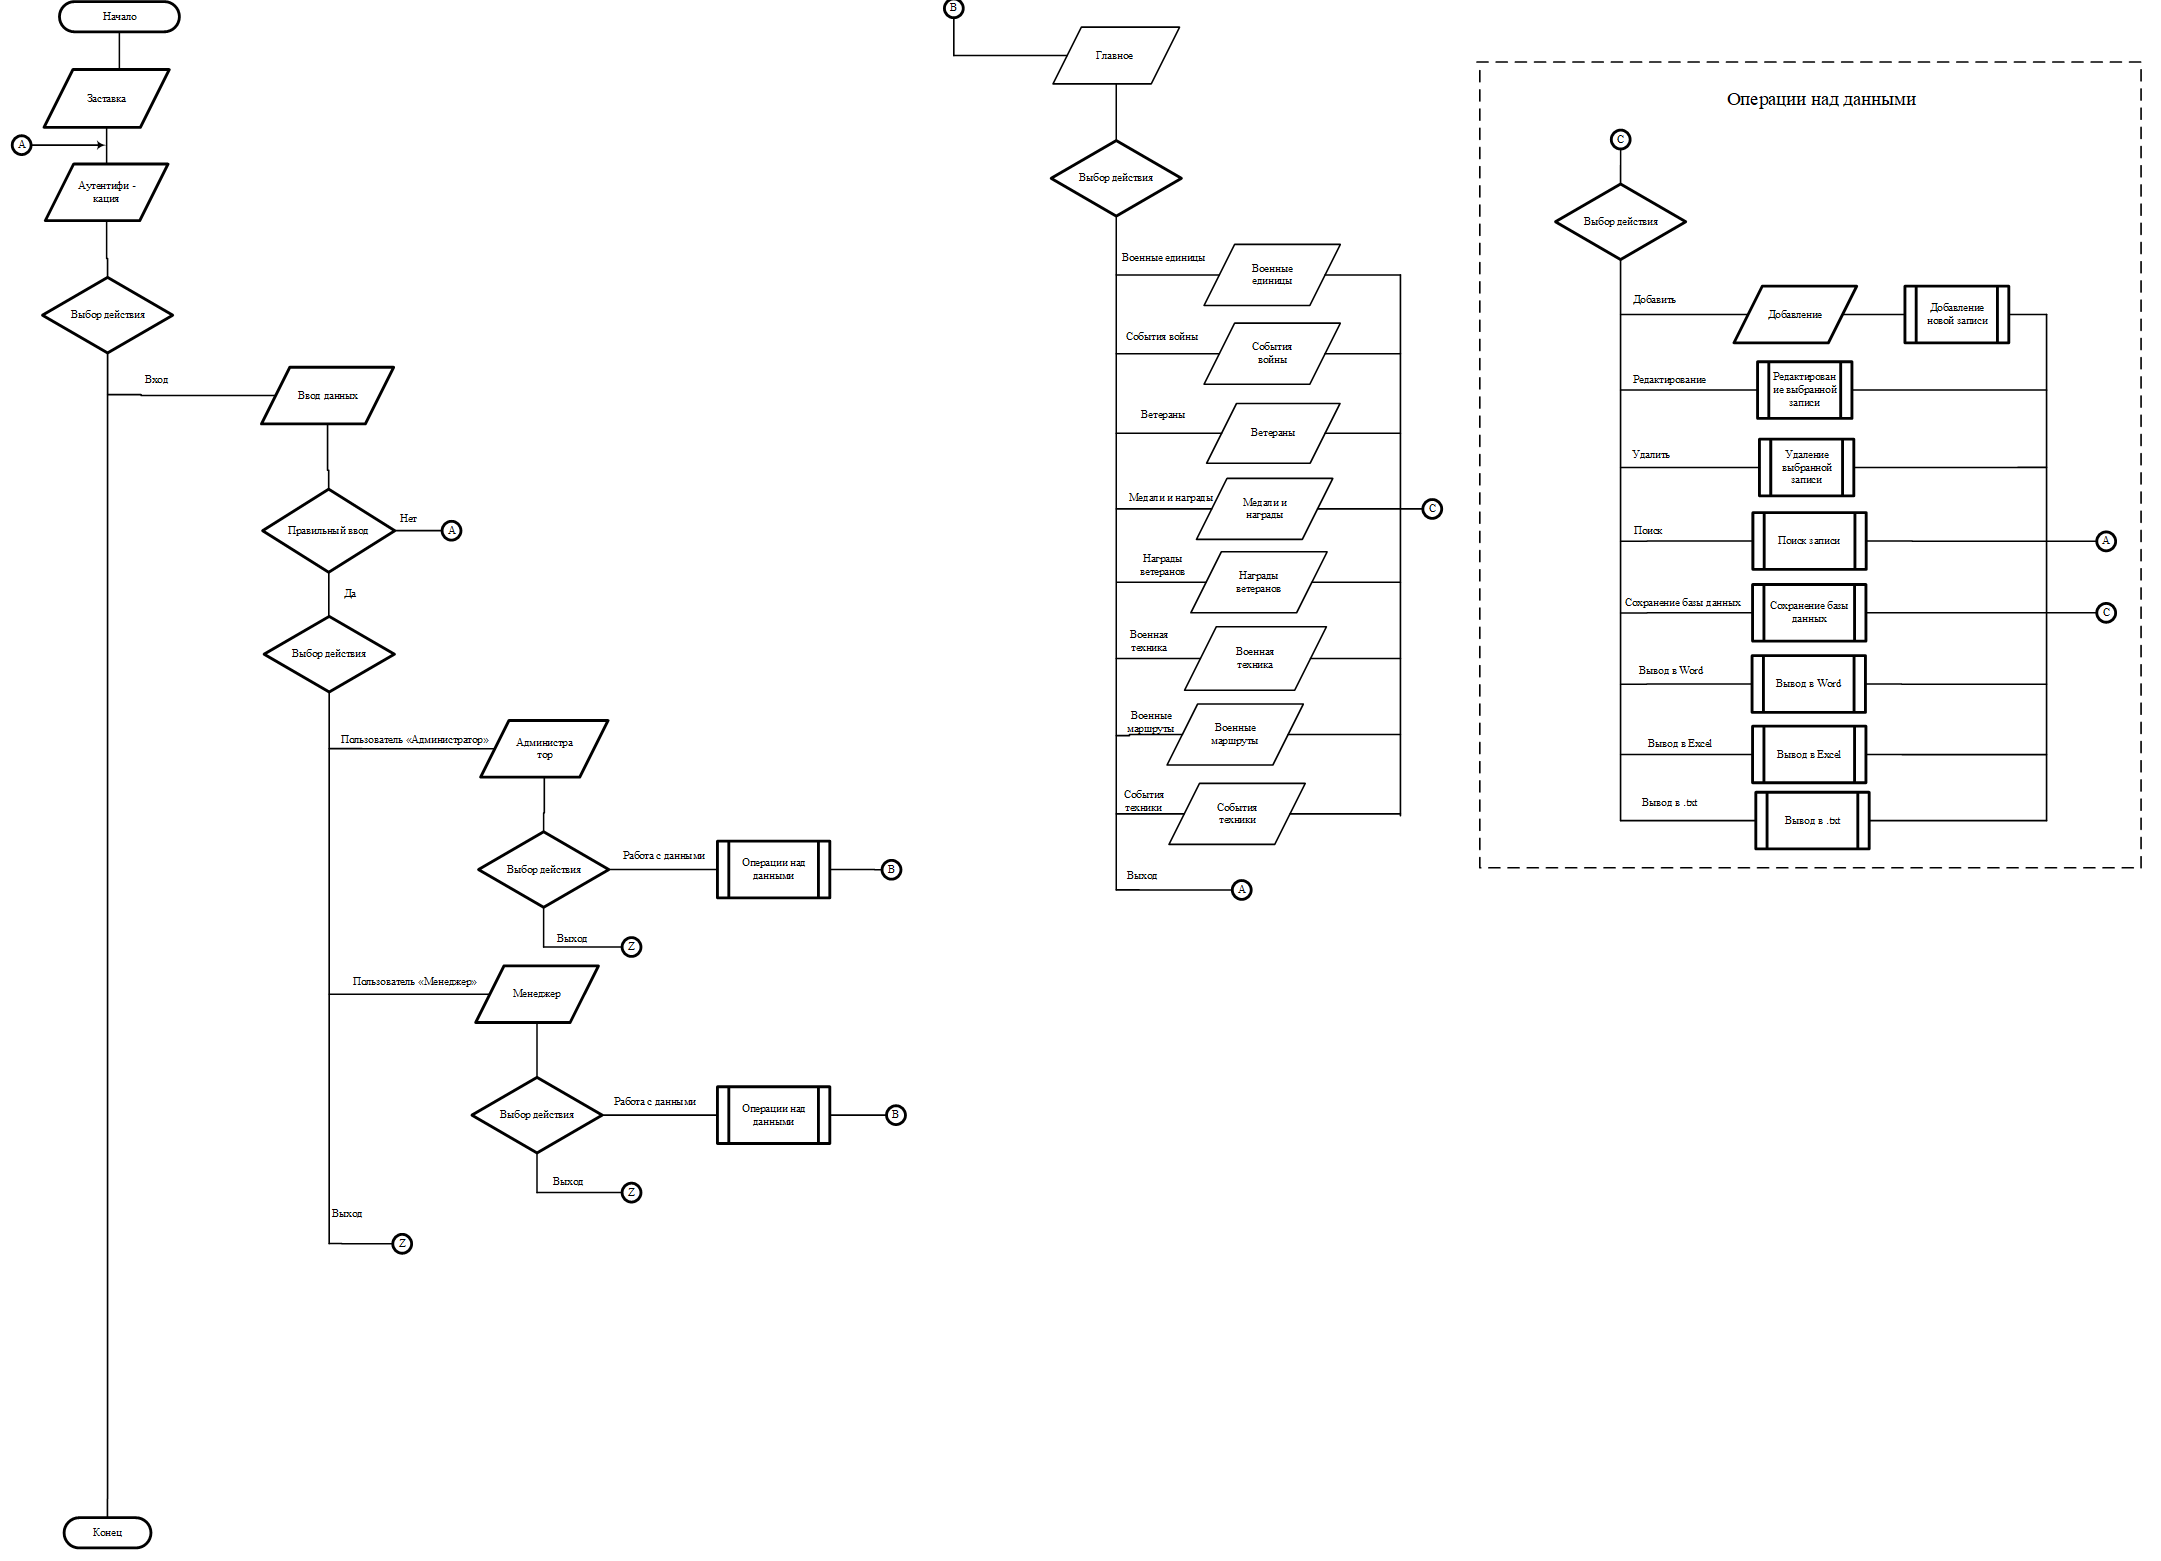 Начало
Заставка
А
Аутентифи -
кация
Выбор действия
Вход
Ввод данных
Правильный ввод
Нет
А
Да
Выбор действия
Пользователь «Администратор»
Администра
тор
Выбор действия
Работа с данными
Операции над
данными
В
Выход
Z
Пользователь «Менеджер»
Менеджер
Выбор действия
Работа с данными
Операции над
данными
В
Выход
Z
Выход
Z
Конец
В
Главное
Выбор действия
Военные единицы
Военные
единицы
События войны
События
войны
Ветераны
Ветераны
Медали и награды
Медали и
награды
С
Награды
ветеранов
Награды
ветеранов
Военная
техника
Военная
техника
Военные
маршруты
Военные
маршруты
События
техники
События
техники
Выход
А
Операции над данными
С
Выбор действия
Добавить
Добавление
Добавление
новой записи
Редактирование
Редактирован
ие выбранной
записи
Удалить
Удаление
выбранной
записи
Поиск
Поиск записи
А
Сохранение базы данных
Сохранение базы
данных
С
Вывод в Word
Вывод в Word
Вывод в Excel
Вывод в Excel
Вывод в .txt
Вывод в .txt